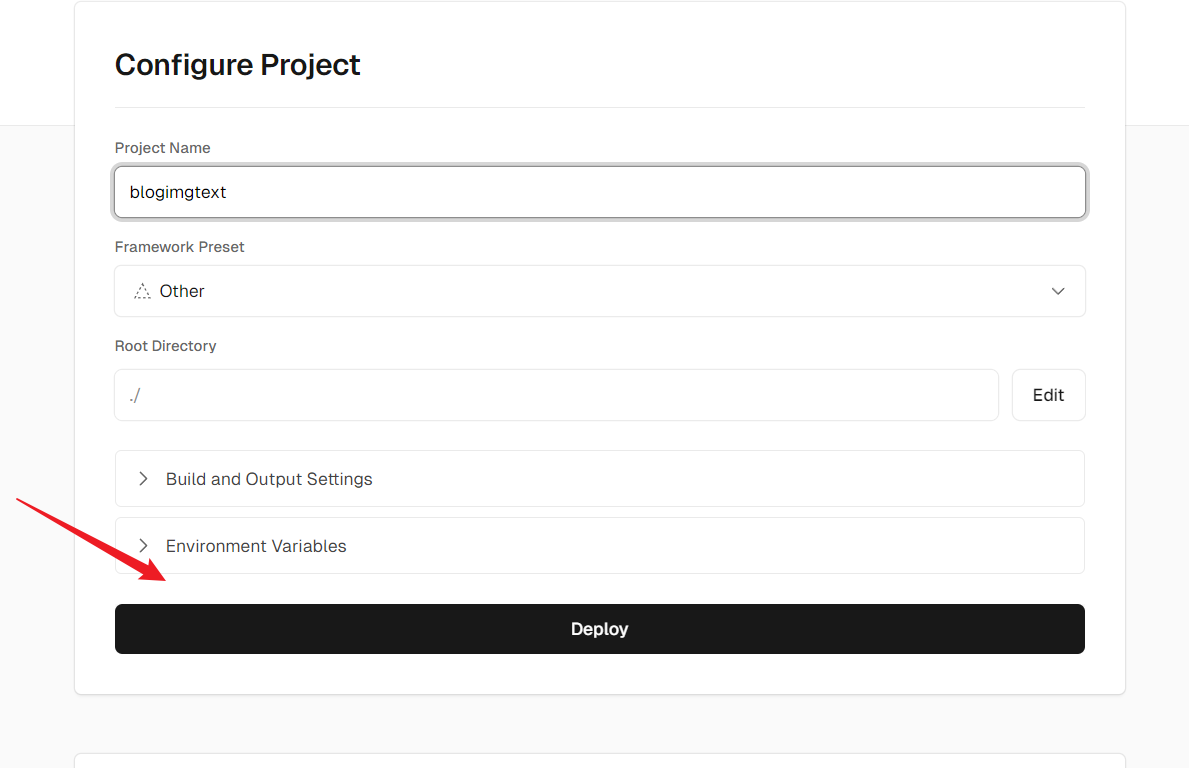 Configure Project
Project Name
blogimgtext
Framework Preset
Other
Root Directory
./
Edit
Build and Output Settings
Environment Variables
Deploy